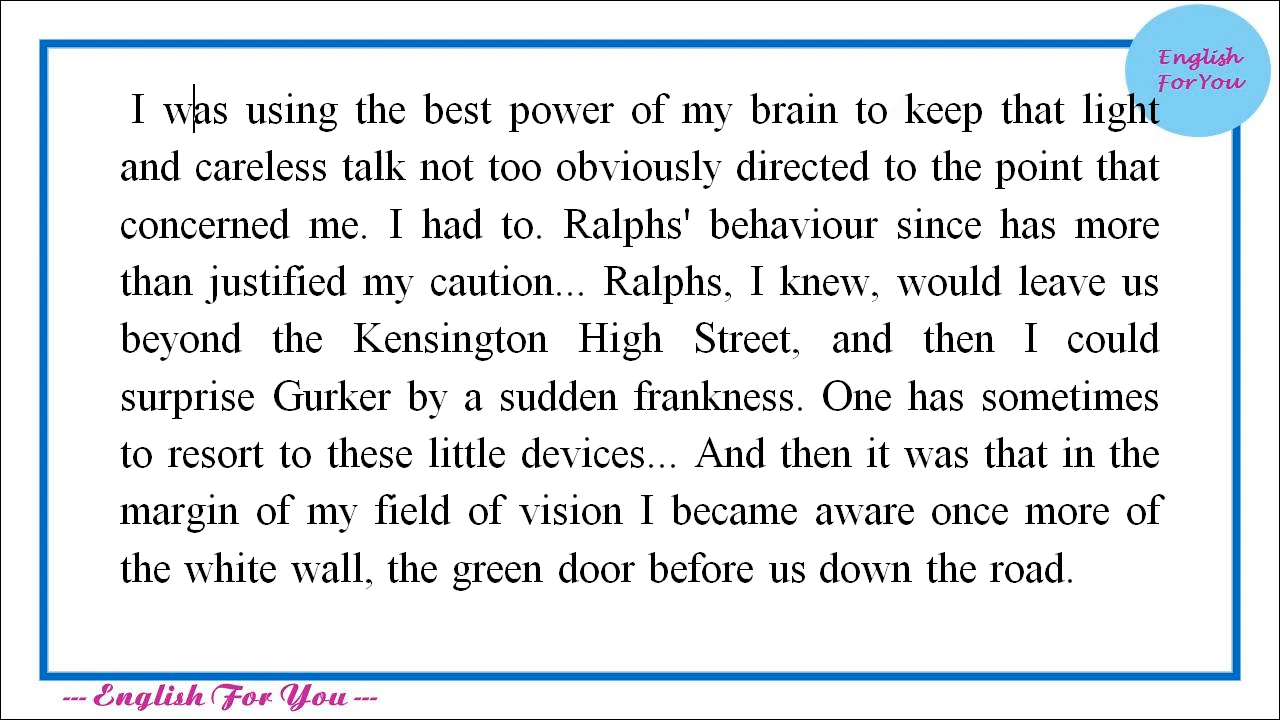 English
ForYou
I was using the best power of my brain to keep that light
and careless talk not too obviously directed to the point that
concerned me. I had to. Ralphs' behaviour since has more
than justified my caution... Ralphs, I knew, would leave us
beyond the Kensington High Street, and then I could
surprise Gurker by a sudden frankness. One has sometimes
to resort to these little devices... And then it was that in the
margin of my field of vision I became aware once more of
the white wall, the green door before us down the road.
--- English For You ---